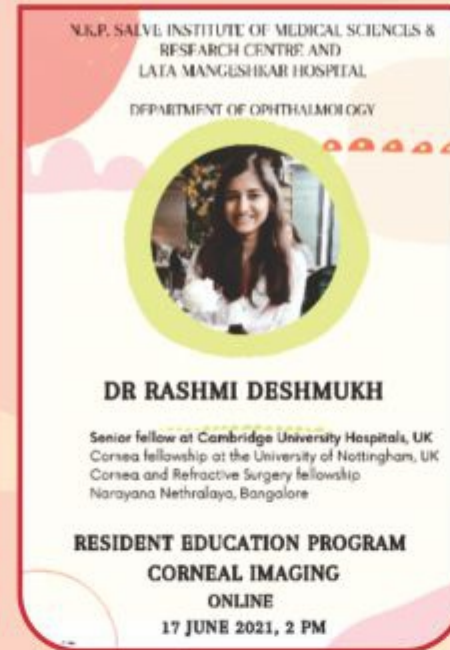 N.K.P. SALVE INSTITUTE OF MEDICAL SCIENCES &
RESEARCH CENTRE AND
LATA MANGESHKAR HOSPITAL
DEPARTMENT OF OPHTHALMOLOGY
DR RASHMI DESHMUKH
Senior fellow at Cambridge University Hospitals, UK
Cornea fellowship at the University of Nottingham, UK
Cornea and Refractive Surgery fellowship
Narayana Nethralaya, Bangalore
RESIDENT EDUCATION PROGRAM
CORNEAL IMAGING
ONLINE
17 JUNE 2021, 2 PM